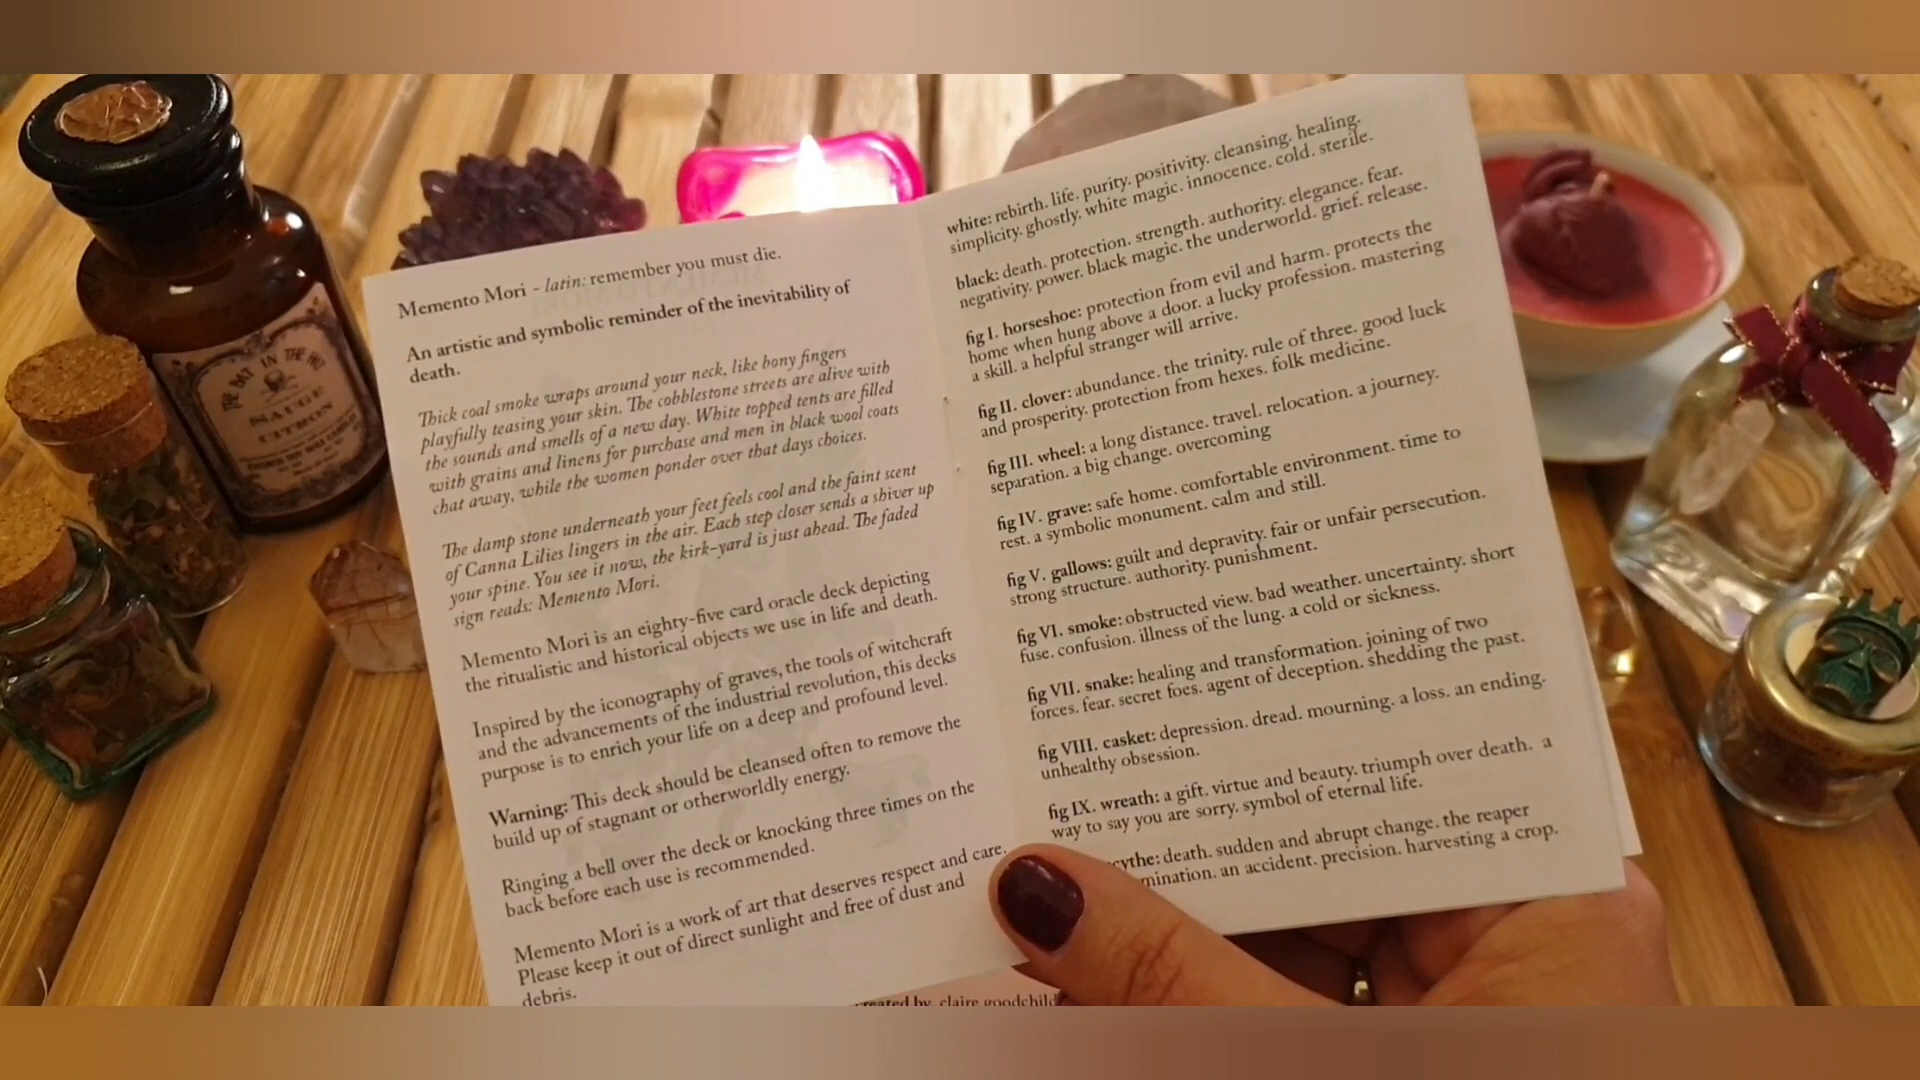 Memento Mori - latin: remember you must die.
An artistic and symbolic reminder of the inevitability of
death.
Thick coal smoke wraps around your neck, like bony fingers
playfully teasing your skin. The cobblestone streets are alive with
the sounds and smells of a new day. White topped tents are filled
with grains and linens for purchase and men in black wool coats
chat away, while the women ponder over that days choices.
The damp stone underneath your feet feels cool and the faint scent
of Canna Lilies lingers in the air. Each step closer sends a shiver up
your spine. You see it now, the kirk-yard is just ahead. The faded
sign reads: Memento Mori.
Memento Mori is an eighty-five card oracle deck depicting
the ritualistic and historical objects we use in life and death.
Inspired by the iconography of graves, the tools of witchcraft
and the advancements of the industrial revolution, this decks
purpose is to enrich your life on a deep and profound level.
Warning: This deck should be cleansed often to remove the
build up of stagnant or otherworldly energy.
Ringing a bell over the deck or knocking three times on the
back before each use is recommended.
Memento Mori is a work of art that deserves respect and care.
Please keep it out of direct sunlight and free of dust and
debris.
white: rebirth. life. purity. positivity. cleansing. healing.
simplicity. ghostly. white magic. innocence. cold. sterile.
black: death. protection. strength. authority. elegance. fear.
negativity. power. black magic. the underworld. grief. release.
fig I. horseshoe: protection from evil and harm. protects the
home when hung above a door. a lucky profession. mastering
a skill. a helpful stranger will arrive.
fig II. clover: abundance. the trinity. rule of three. good luck
and prosperity. protection from hexes. folk medicine.
fig III. wheel: a long distance. travel. relocation. a journey.
separation. a big change. overcoming
fig IV. grave: safe home. comfortable environment. time to
rest. a symbolic monument. calm and still.
fig V. gallows: guilt and depravity. fair or unfair persecution.
strong structure. authority. punishment.
fig VI. smoke: obstructed view. bad weather. uncertainty. short
fuse. confusion. illness of the lung. a cold or sickness.
fig VII. snake: healing and transformation. joining of two
forces. fear. secret foes. agent of deception. shedding the past.
fig VIII. casket: depression. dread. mourning. a loss. an ending.
unhealthy obsession.
fig IX. wreath: a gift. virtue and beauty. triumph over death. a
way to say you are sorry. symbol of eternal life.
cythe: death. sudden and abrupt change. the reaper
mination. an accident. precision. harvesting a crop.
by. claire goodchild
THE RAT IN THE HAT
SAUGE
CITRON